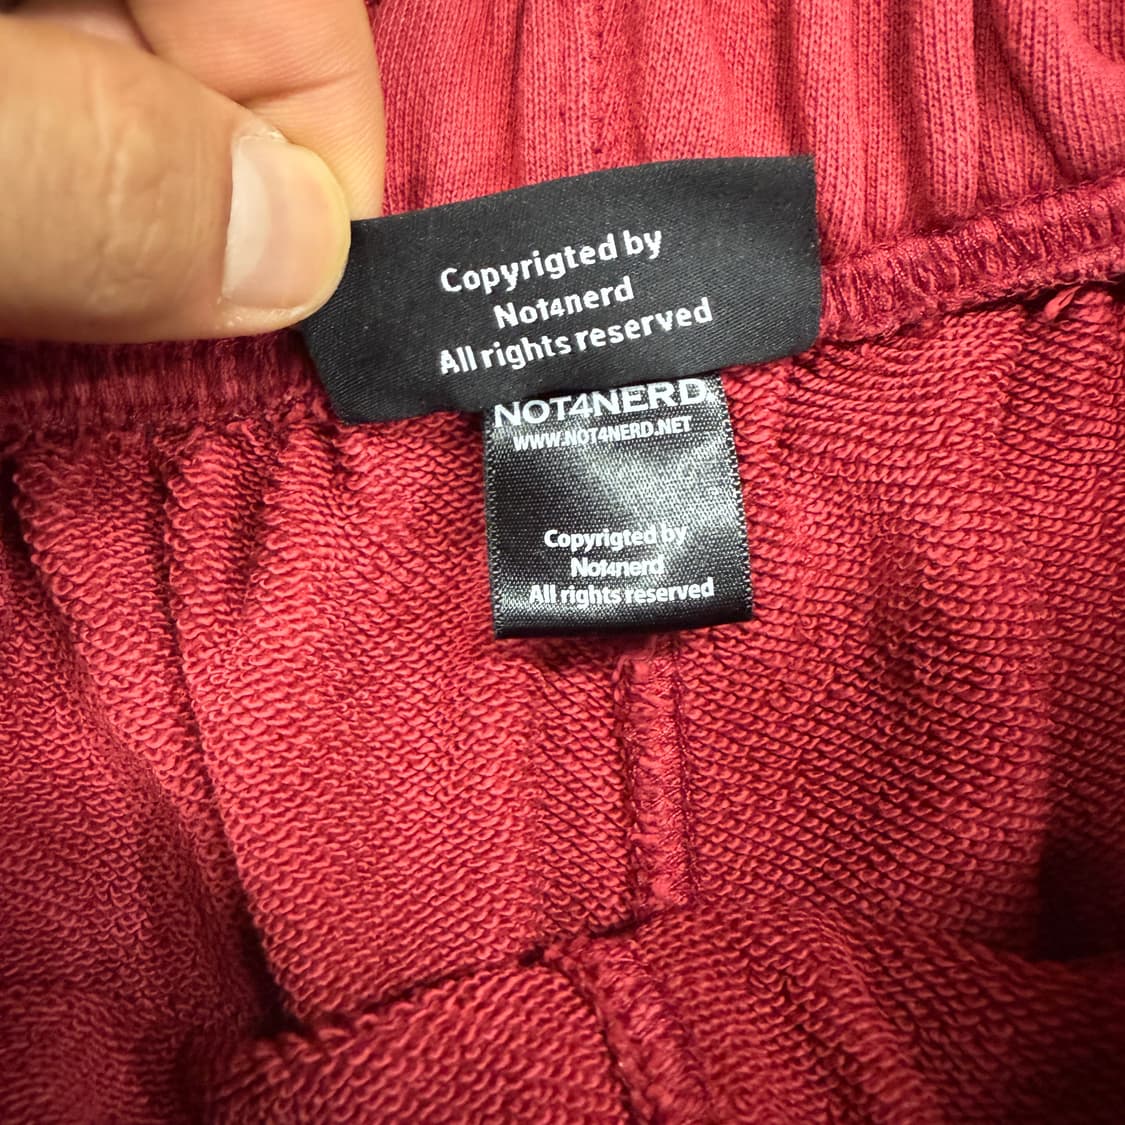 Copyrigted by
Not4nerd
All rights reserved
NOT4NERD.
WWW.NOT4NERD.NET
Copyrigted by
Not4nerd
All rights reserved